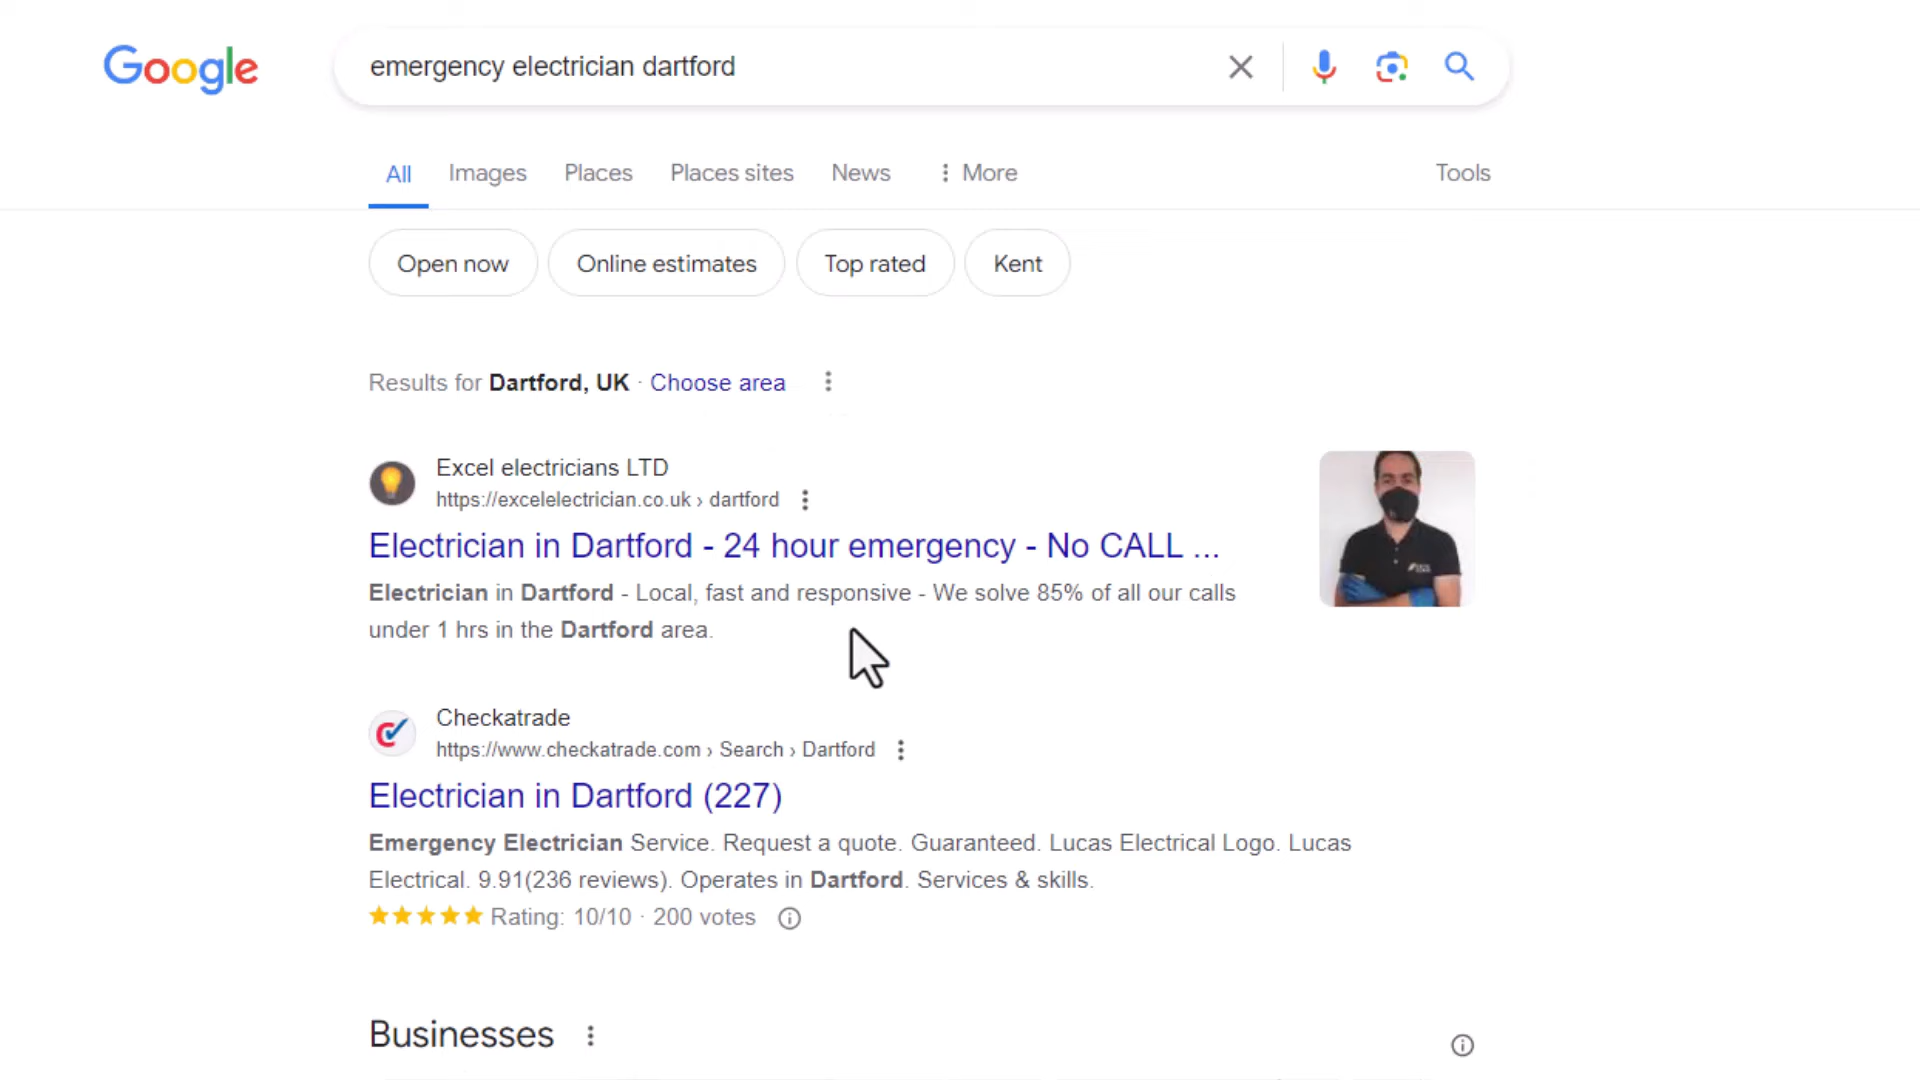 Google
emergency electrician dartford
All
Images
Places
Places sites
News
More
Tools
Open now
Online estimates
Top rated
Kent
Results for Dartford, UK · Choose area
Excel electricians LTD
https://excelelectrician.co.uk › dartford
Electrician in Dartford - 24 hour emergency - No CALL ...
Electrician in Dartford - Local, fast and responsive - We solve 85% of all our calls
under 1 hrs in the Dartford area.
Checkatrade
https://www.checkatrade.com › Search › Dartford
Electrician in Dartford (227)
Emergency Electrician Service. Request a quote. Guaranteed. Lucas Electrical Logo. Lucas
Electrical. 9.91(236 reviews). Operates in Dartford. Services & skills.
Rating: 10/10 · 200 votes
Businesses